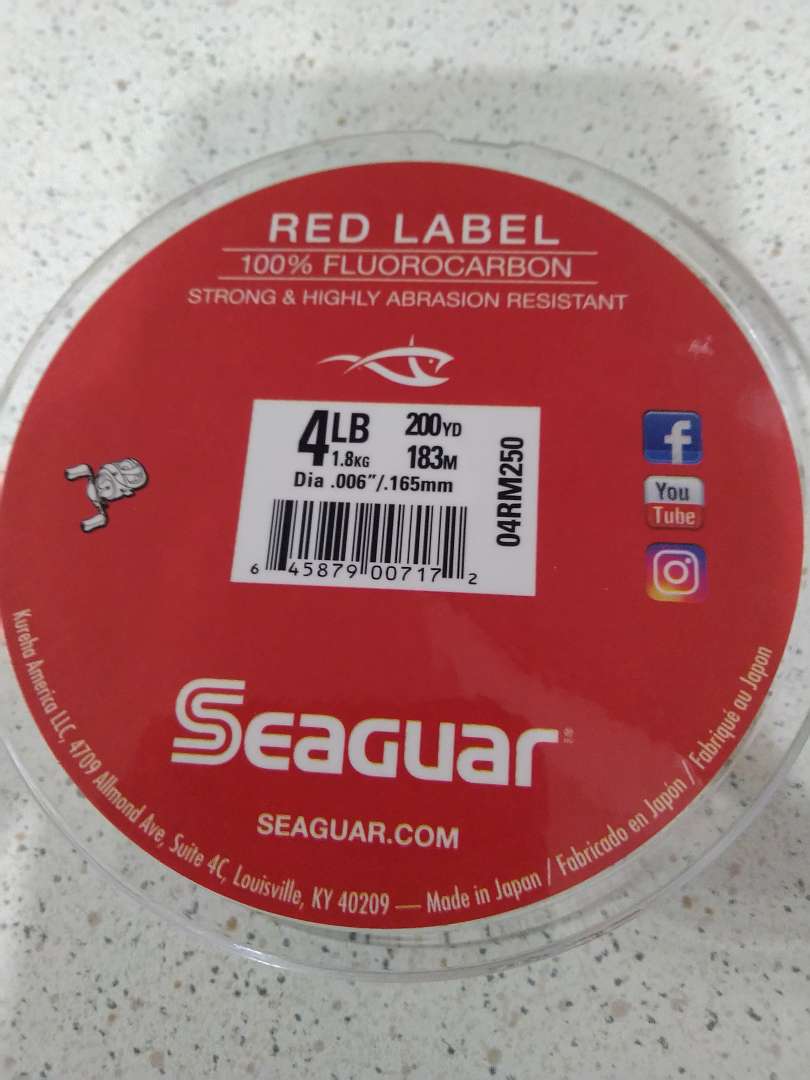 RED LABEL
100% FLUOROCARBON
STRONG & HIGHLY ABRASION RESISTANT
4LB 200YD
1.8KG 183M
Dia .006"/.165mm
04RM250
6 45879 00717 2
f
You
Tube
SEAGUAR
SEAGUAR.COM
Kureha America LLC, 4709 Allmond Ave, Suite 4C, Louisville, KY 40209 — Made in Japan / Fabricado en Japón / Fabriqué au Japon